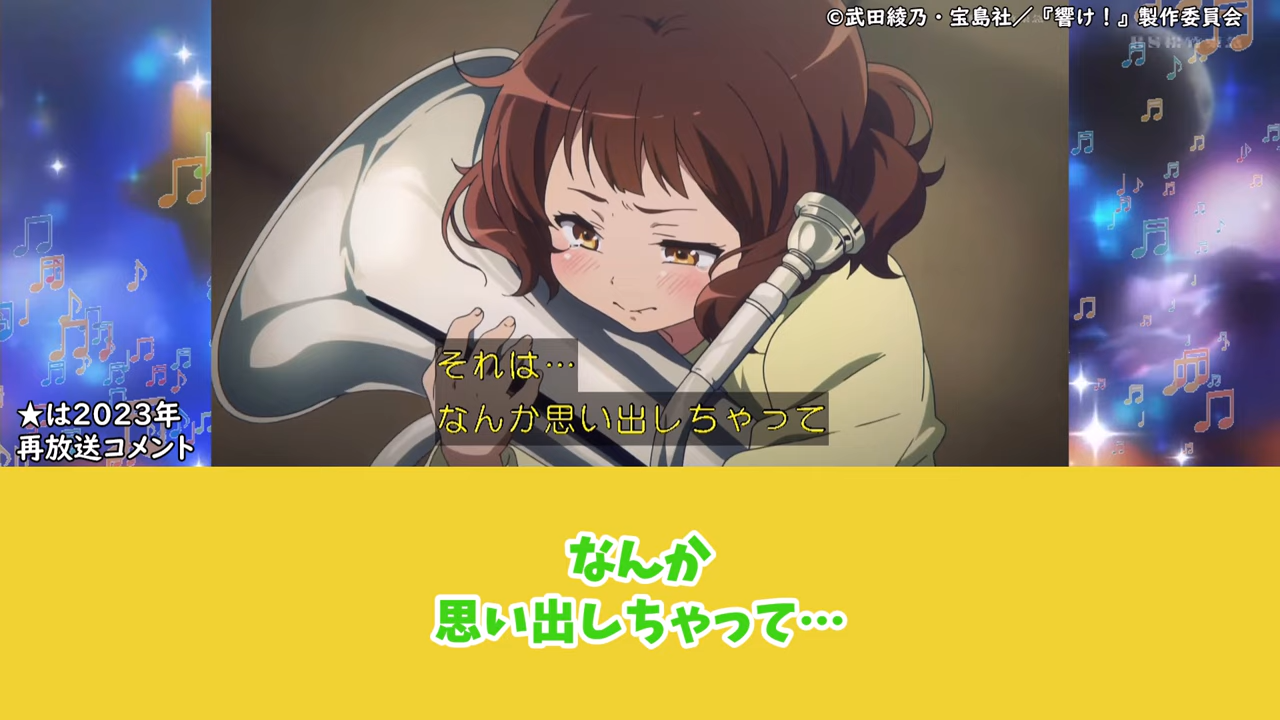 ©武田綾乃・宝島社／『響け！』製作委員会
それは…
なんか思い出しちゃって
★は2023年
再放送コメント
なんか
思い出しちゃって…